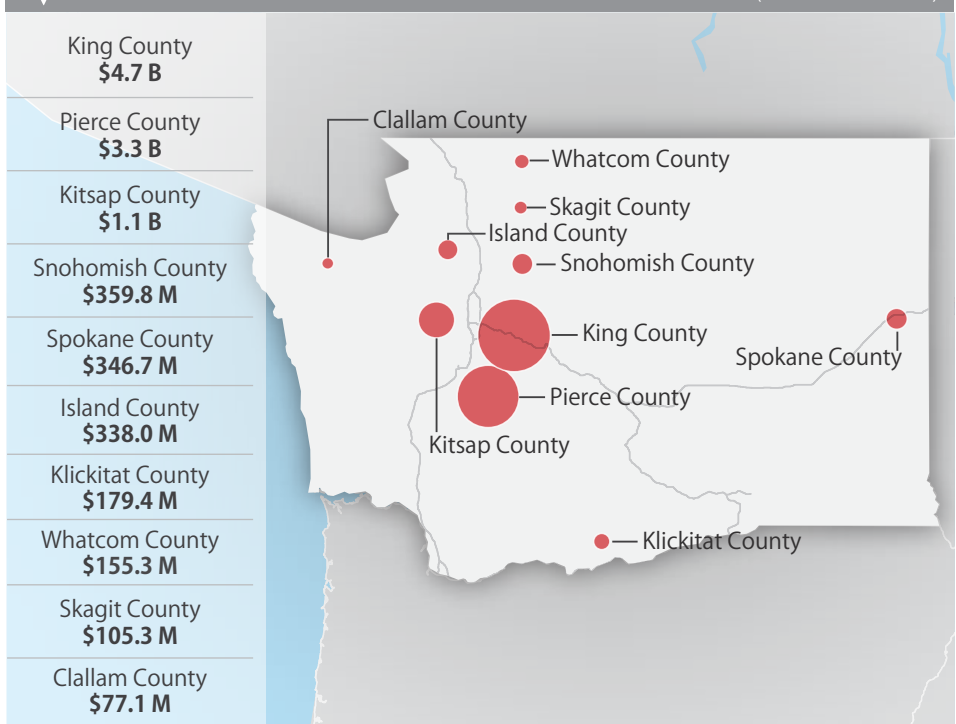 King County
$4.7 B
Pierce County
$3.3 B
Kitsap County
$1.1 B
Snohomish County
$359.8 M
Spokane County
$346.7 M
Island County
$338.0 M
Klickitat County
$179.4 M
Whatcom County
$155.3 M
Skagit County
$105.3 M
Clallam County
$77.1 M
Clallam County
Whatcom County
Skagit County
Island County
Snohomish County
King County
Spokane County
Pierce County
Kitsap County
Klickitat County